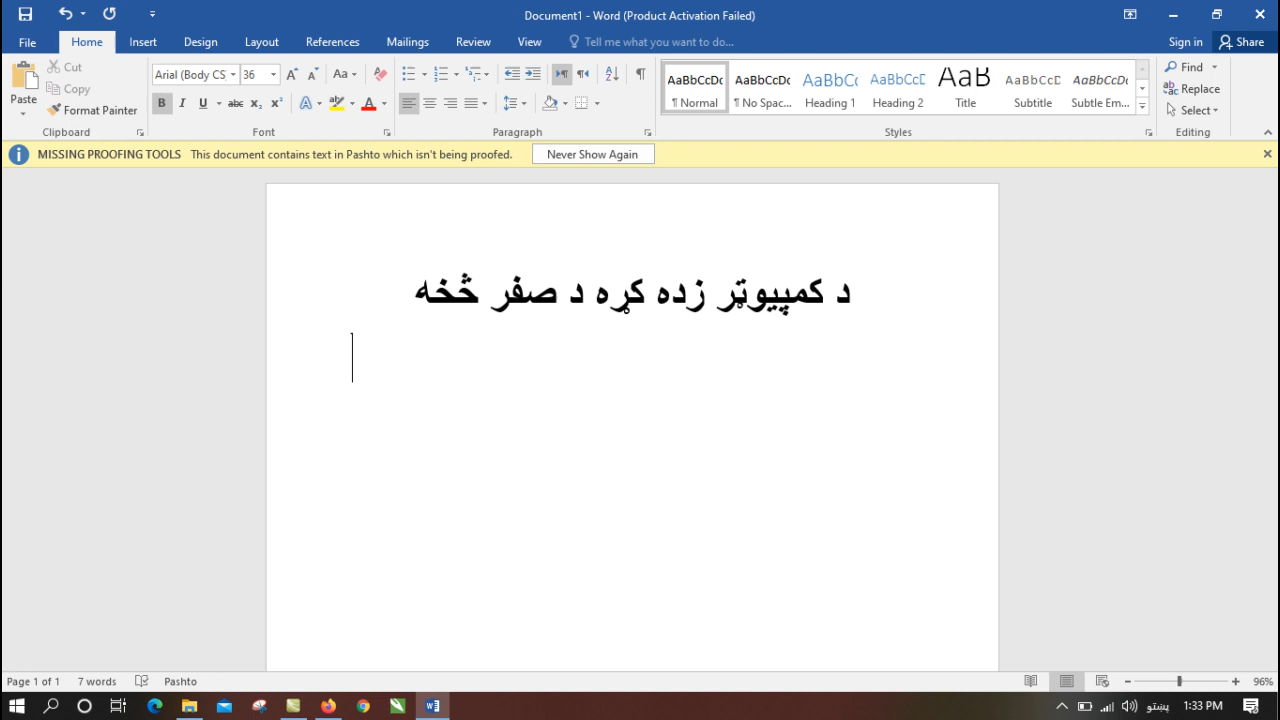 Document1 - Word (Product Activation Failed)
File Home Insert Design Layout References Mailings Review View Tell me what you want to do... Sign in Share
Paste
Cut
Copy
Format Painter
Clipboard
Arial (Body CS) 36
Font
Paragraph
AaBbCcDc AaBbCcDc AaBbCc AaBbCcD AaB AaBbCcD AaBbCcDc
¶ Normal ¶ No Spac... Heading 1 Heading 2 Title Subtitle Subtle Em...
Styles
Find
Replace
Select
Editing
MISSING PROOFING TOOLS This document contains text in Pashto which isn't being proofed. Never Show Again
د کمپیوټر زده کړه د صفر څخه
Page 1 of 1 7 words Pashto 96%
پښتو 1:33 PM